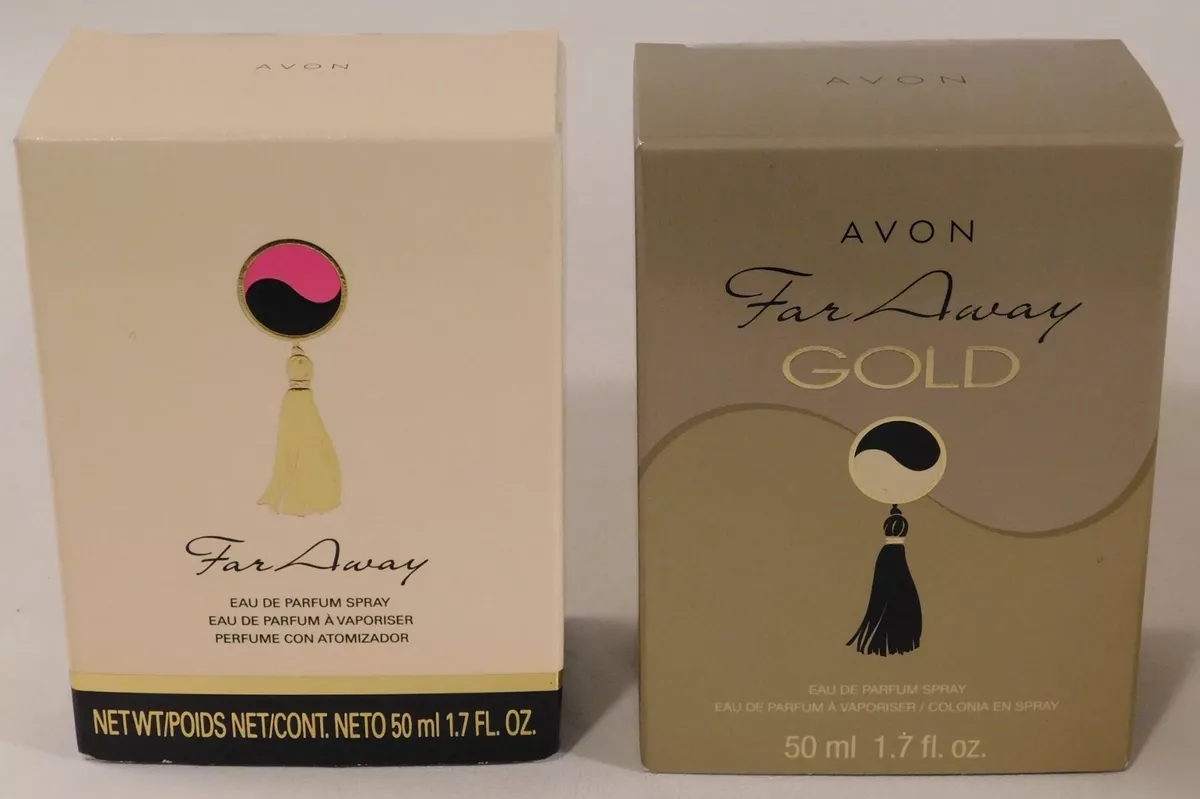 AVON
Far Away
EAU DE PARFUM SPRAY
EAU DE PARFUM À VAPORISER
PERFUME CON ATOMIZADOR
NET WT/POIDS NET/CONT. NETO 50 ml 1.7 FL. OZ.
AVON
AVON
Far Away
GOLD
EAU DE PARFUM SPRAY
EAU DE PARFUM À VAPORISER / COLONIA EN SPRAY
50 ml 1.7 fl. oz.